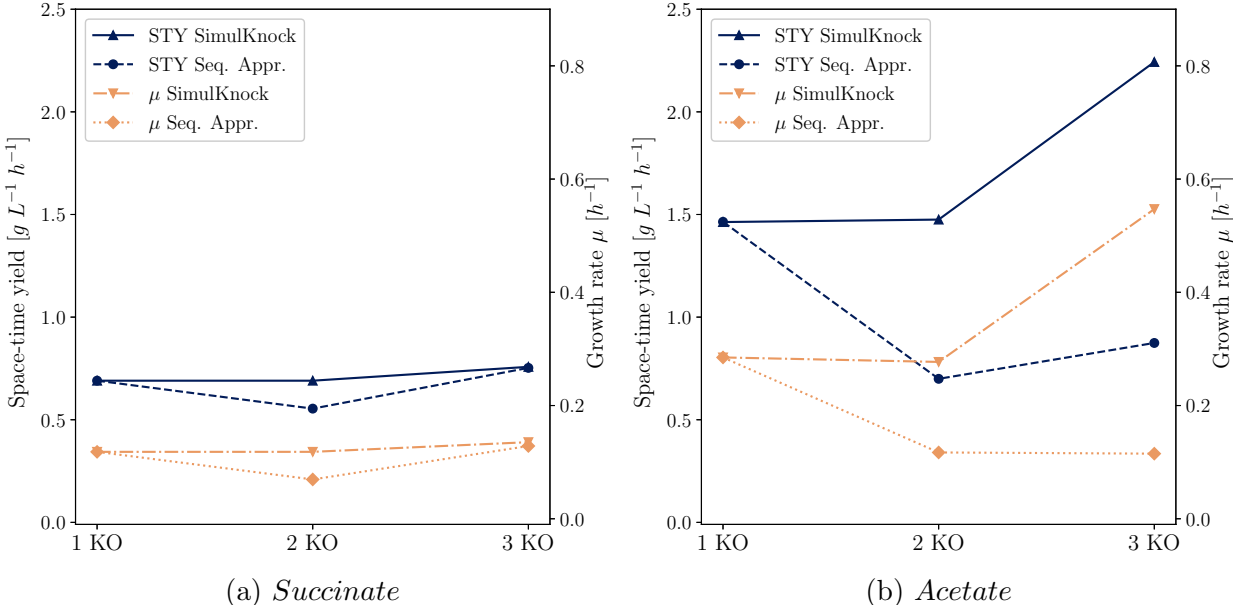 2.5
2.0
1.5
1.0
0.5
0.0
Space-time yield [g L⁻¹ h⁻¹]
STY SimulKnock
STY Seq. Appr.
μ SimulKnock
μ Seq. Appr.
0.8
0.6
0.4
0.2
0.0
Growth rate μ [h⁻¹]
1 KO 2 KO 3 KO
(a) Succinate
2.5
2.0
1.5
1.0
0.5
0.0
Space-time yield [g L⁻¹ h⁻¹]
STY SimulKnock
STY Seq. Appr.
μ SimulKnock
μ Seq. Appr.
0.8
0.6
0.4
0.2
0.0
Growth rate μ [h⁻¹]
1 KO 2 KO 3 KO
(b) Acetate